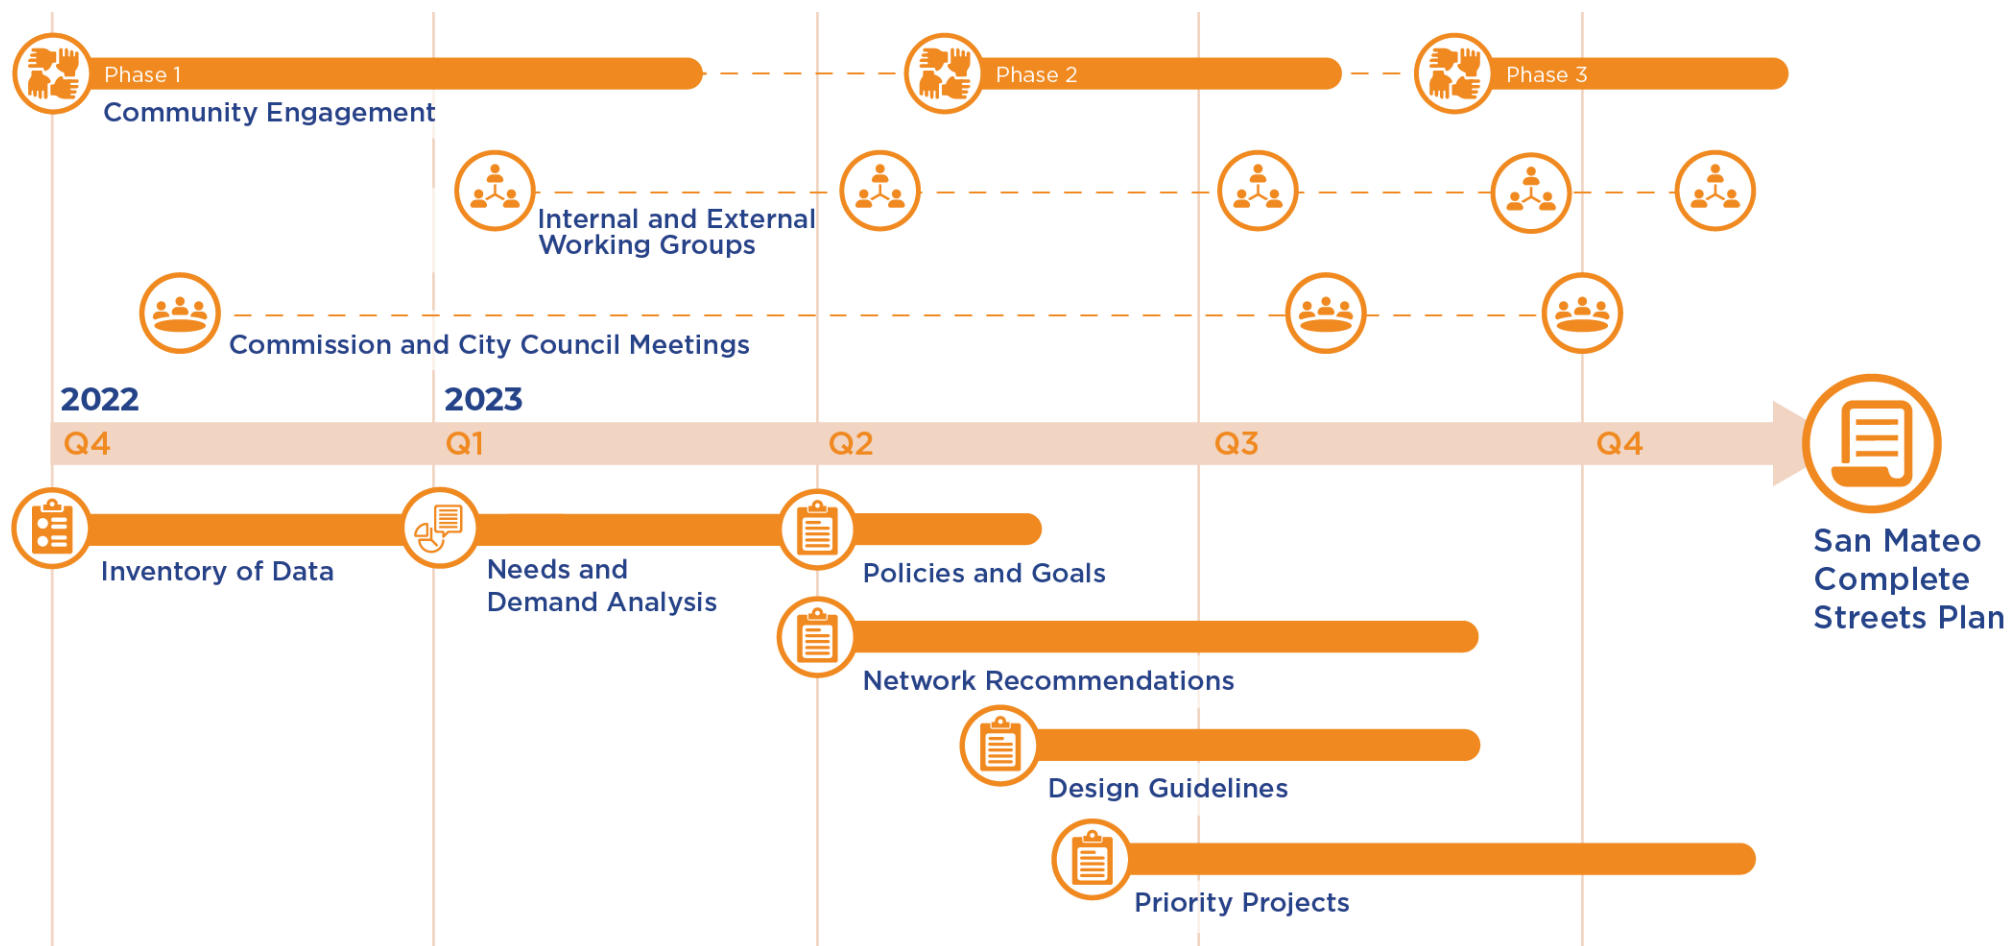 Phase 1
Phase 2
Phase 3
Community Engagement
Internal and External
Working Groups
Commission and City Council Meetings
2022
2023
Q4
Q1
Q2
Q3
Q4
Inventory of Data
Needs and
Demand Analysis
Policies and Goals
San Mateo
Complete
Streets Plan
Network Recommendations
Design Guidelines
Priority Projects